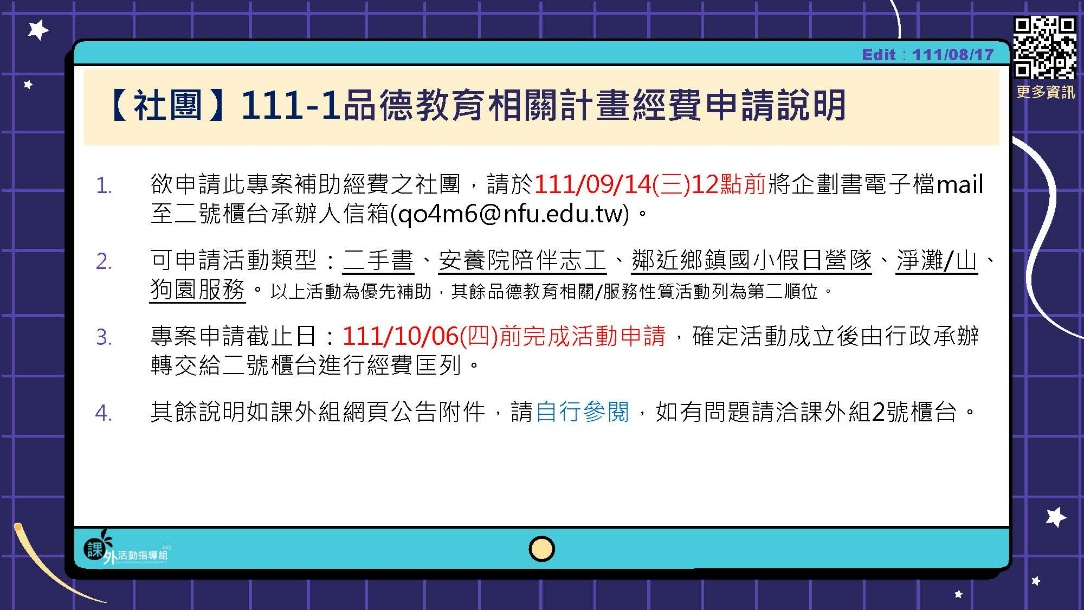 Edit：111/08/17
更多資訊
【社團】111-1品德教育相關計畫經費申請說明
1. 欲申請此專案補助經費之社團，請於111/09/14(三)12點前將企劃書電子檔mail
至二號櫃台承辦人信箱(qo4m6@nfu.edu.tw)。
2. 可申請活動類型：二手書、安養院陪伴志工、鄰近鄉鎮國小假日營隊、淨灘/山、
狗園服務。以上活動為優先補助，其餘品德教育相關/服務性質活動列為第二順位。
3. 專案申請截止日：111/10/06(四)前完成活動申請，確定活動成立後由行政承辦
轉交給二號櫃台進行經費匡列。
4. 其餘說明如課外組網頁公告附件，請自行參閱，如有問題請洽課外組2號櫃台。
課外活動指導組